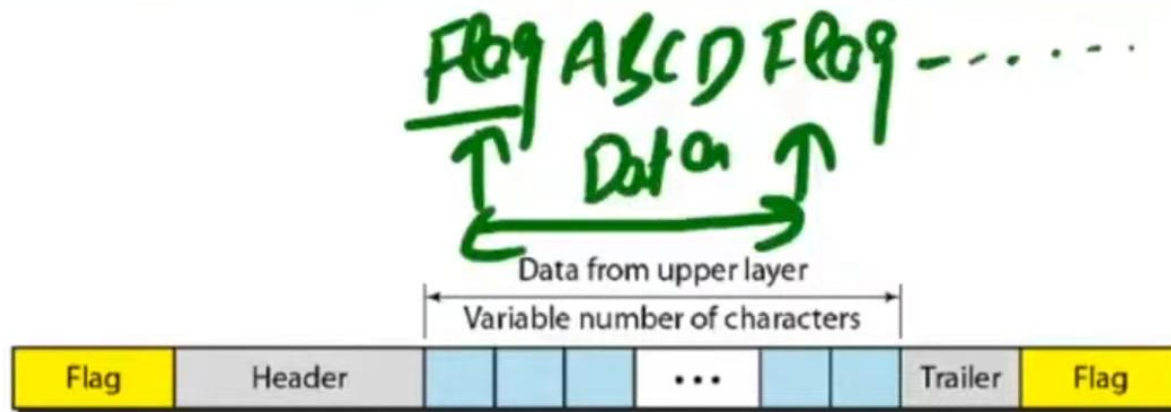 Flag ABCD Flag - - . . . .
Data
Data from upper layer
Variable number of characters
Flag Header ... Trailer Flag